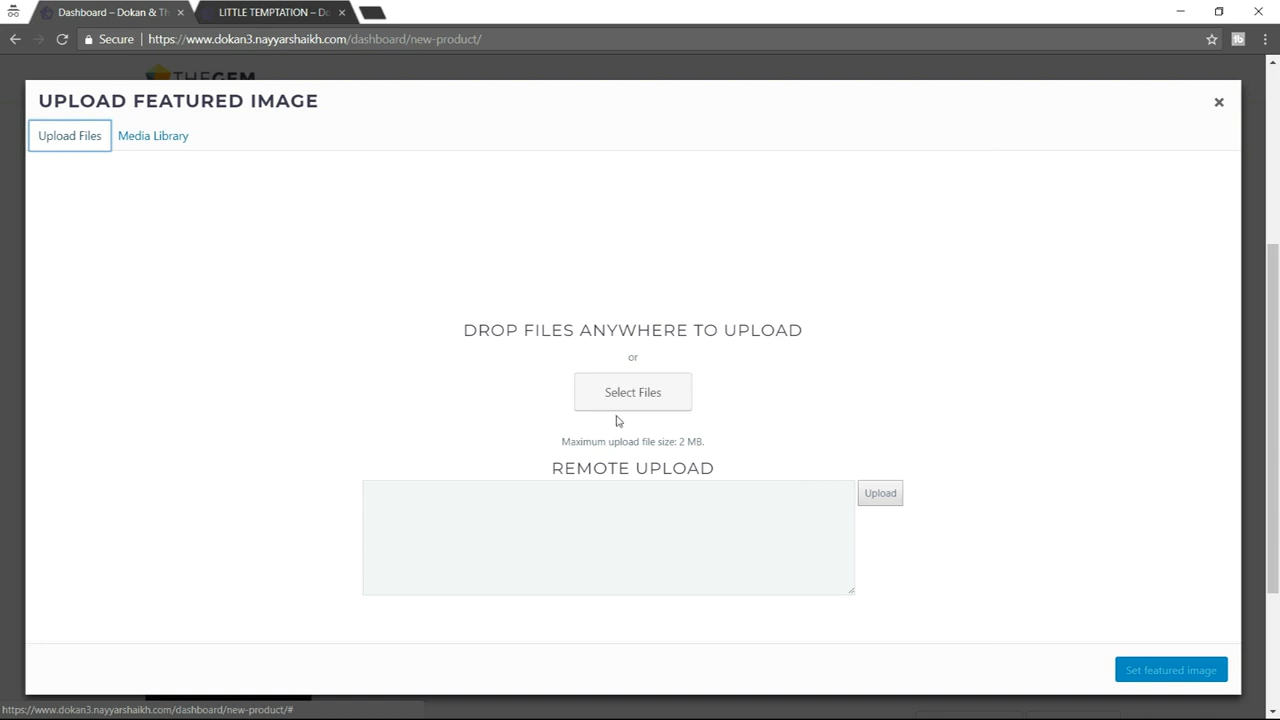 Dashboard – Dokan & Th
LITTLE TEMPTATION – Do
Secure
https://www.dokan3.nayyarshaikh.com/dashboard/new-product/
THEGEM
UPLOAD FEATURED IMAGE
Upload Files
Media Library
DROP FILES ANYWHERE TO UPLOAD
or
Select Files
Maximum upload file size: 2 MB.
REMOTE UPLOAD
Upload
Set featured image
https://www.dokan3.nayyarshaikh.com/dashboard/new-product/#